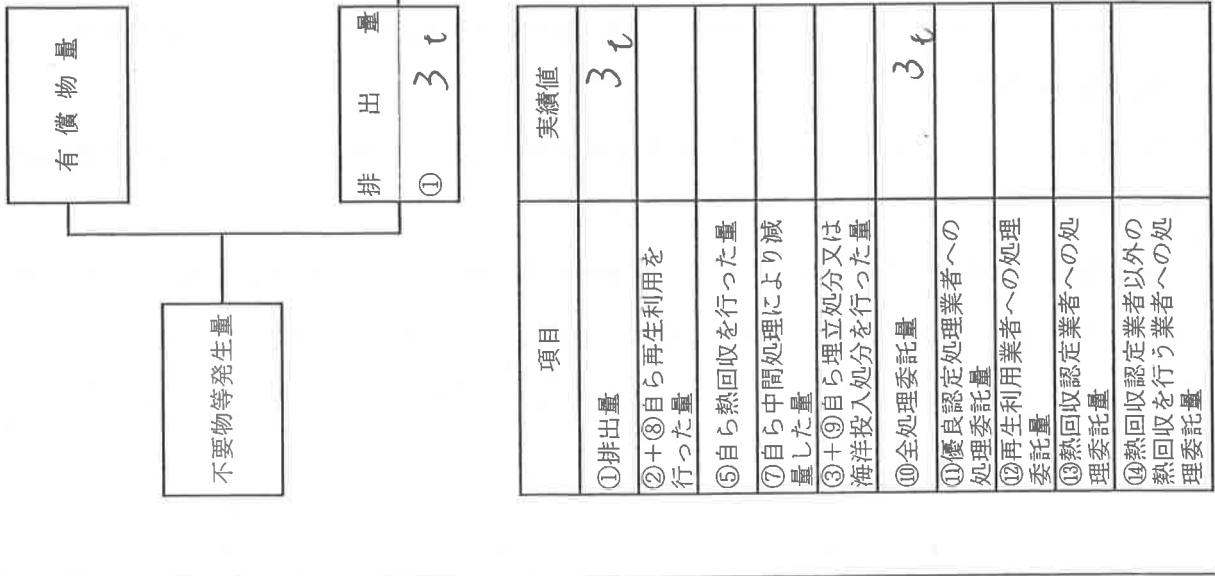 有償物量
不要物等発生量
排出量
① 3t
項目 実績値
①排出量 3t
②+⑧自ら再生利用を
行った量
⑤自ら熱回収を行った量
⑦自ら中間処理により減
量した量
③+⑨自ら埋立処分又は
海洋投入処分を行った量
⑩全処理委託量 3t
⑪優良認定処理業者への
処理委託量
⑫再生利用業者への処理
委託量
⑬熱回収認定業者への処
理委託量
⑭熱回収認定業者以外の
熱回収を行う業者への処
理委託量